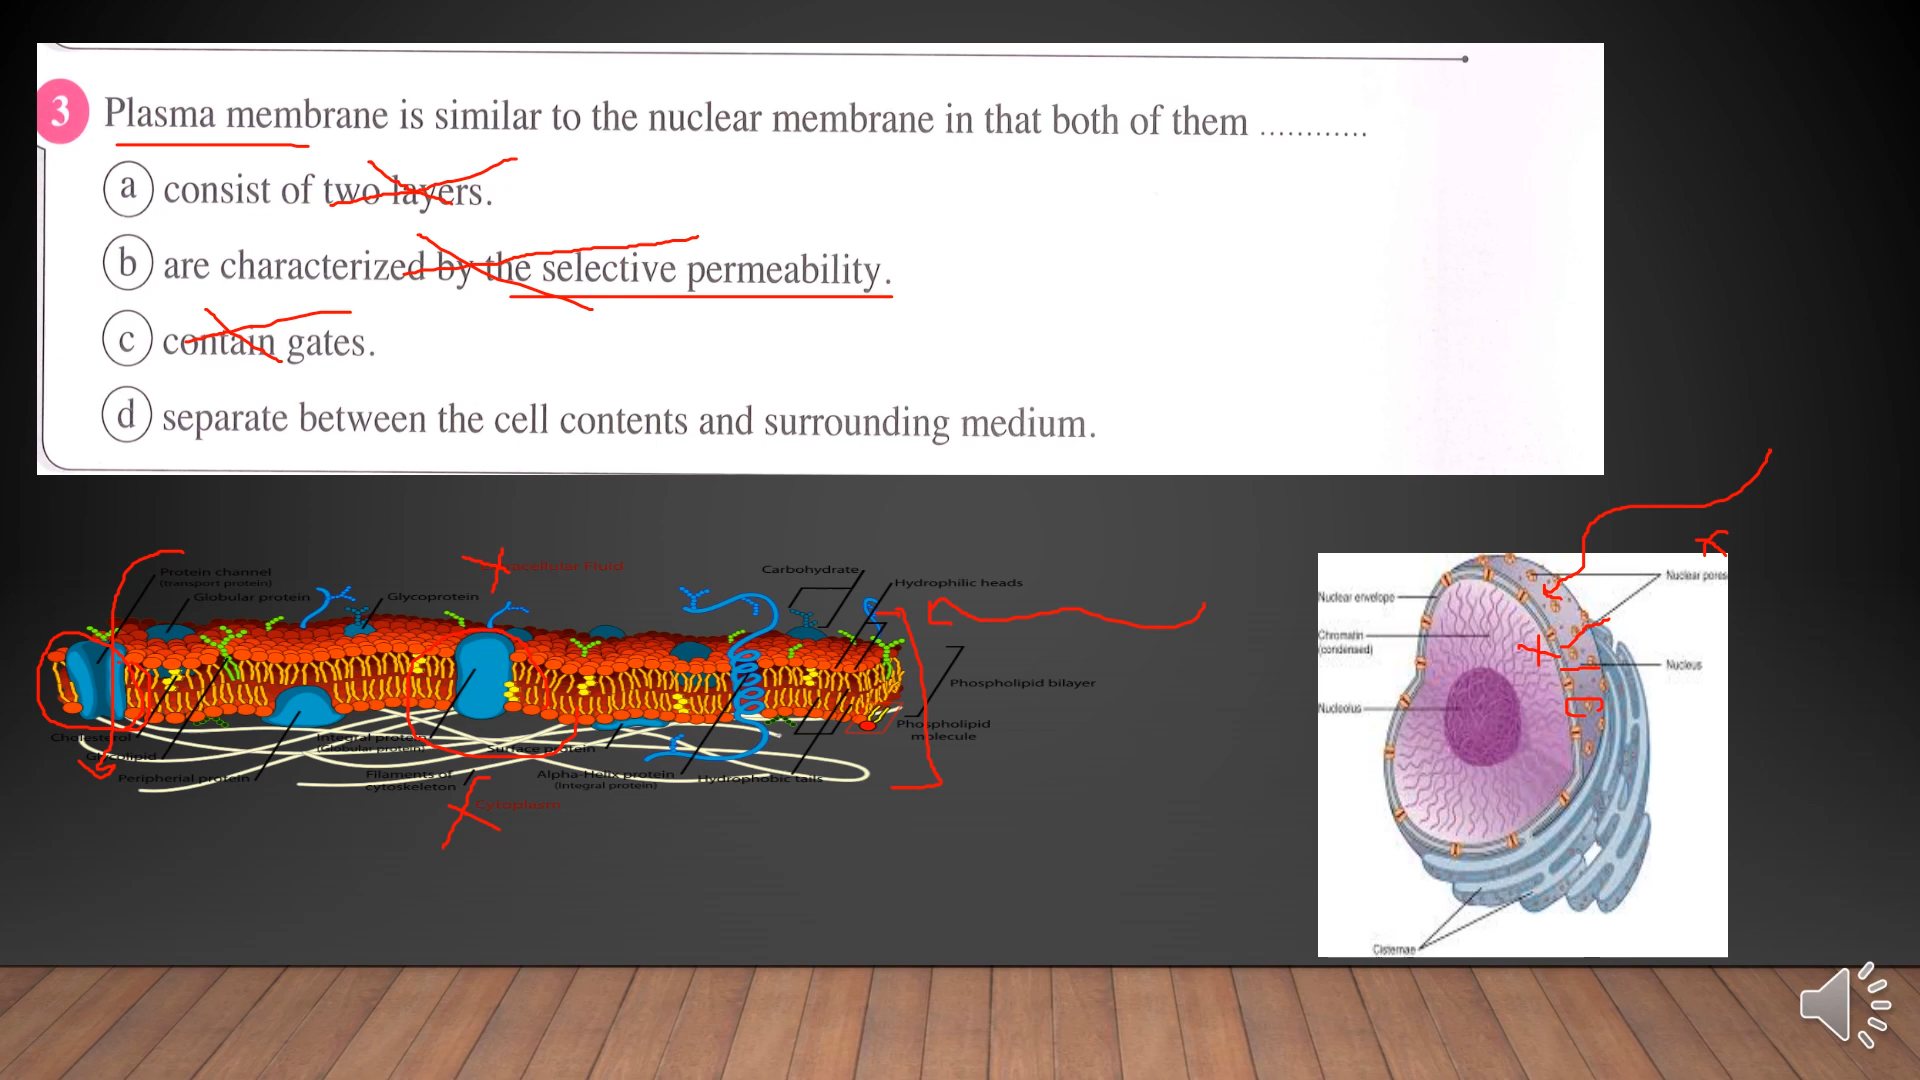 3 Plasma membrane is similar to the nuclear membrane in that both of them ............
a consist of two layers.
b are characterized by the selective permeability.
c contain gates.
d separate between the cell contents and surrounding medium.
Protein channel
(transport protein)
Globular protein
Glycoprotein
Fluid
Carbohydrate
Hydrophilic heads
Phospholipid bilayer
Phospholipid
molecule
Cholesterol
Glycolipid
Peripherial protein
Integral protein
(Globular protein)
Filaments of
cytoskeleton
Surface protein
Alpha-Helix protein
(Integral protein)
Hydrophobic tails
Cytoplasm
Nuclear pores
Nuclear envelope
Chromatin
(condensed)
Nucleus
Nucleolus
Cisternae